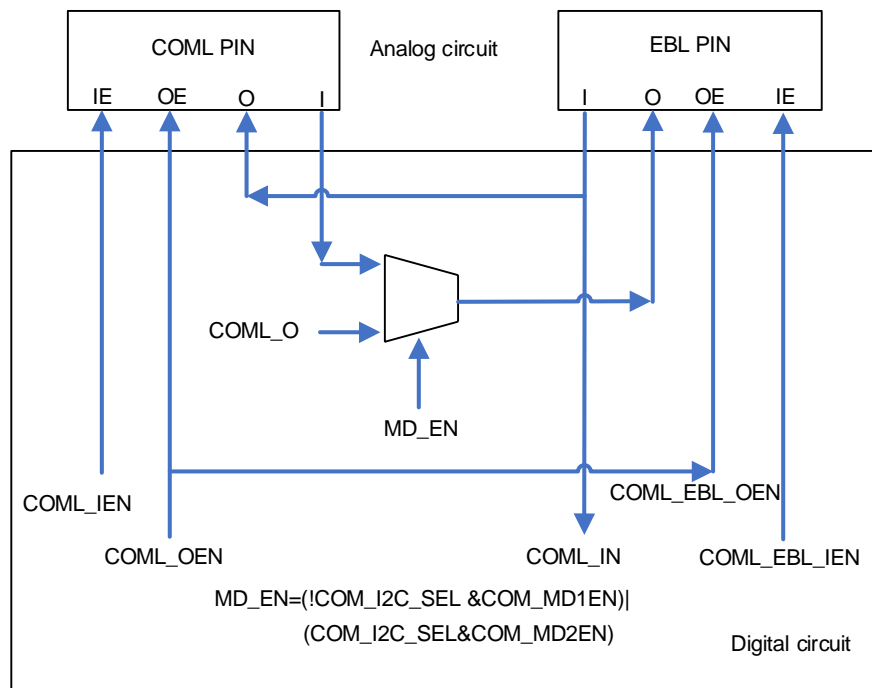 COML PIN
Analog circuit
EBL PIN
IE OE O I
I O OE IE
COML_O
MD_EN
COML_IEN
COML_EBL_OEN
COML_OEN
COML_IN
COML_EBL_IEN
MD_EN=(!COM_I2C_SEL &COM_MD1EN)|
(COM_I2C_SEL&COM_MD2EN)
Digital circuit